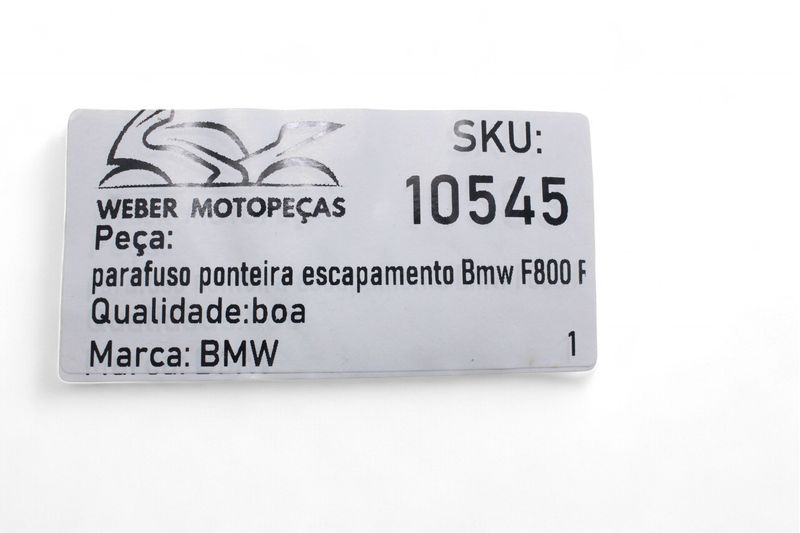 WEBER MOTOPEÇAS
SKU:
10545
Peça:
parafuso ponteira escapamento Bmw F800
Qualidade:boa
Marca: BMW
1